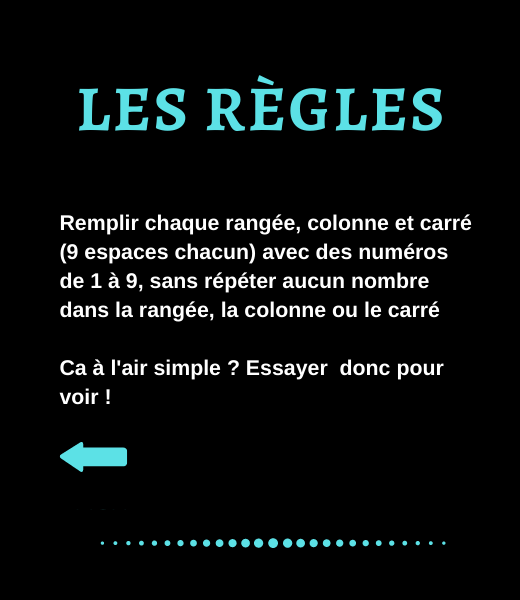 LES RÈGLES
Remplir chaque rangée, colonne et carré
(9 espaces chacun) avec des numéros
de 1 à 9, sans répéter aucun nombre
dans la rangée, la colonne ou le carré
Ca à l'air simple ? Essayer  donc pour
voir !